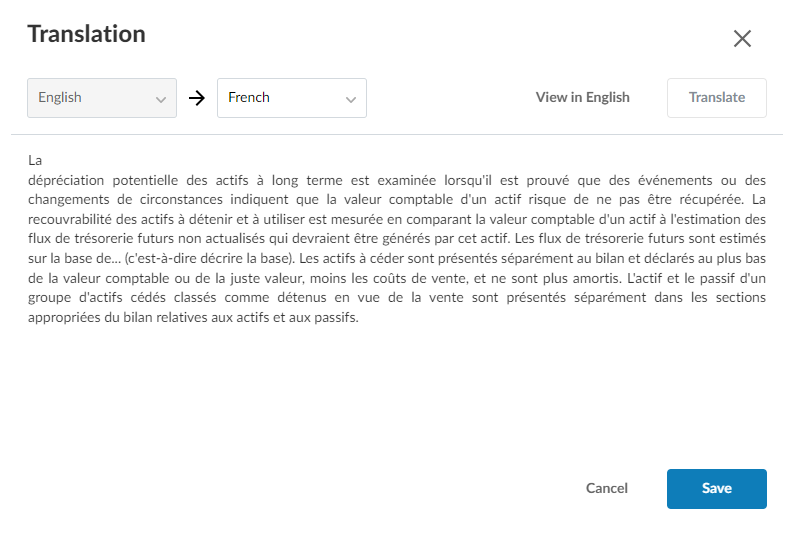 Translation
English
French
View in English
Translate
La
dépréciation potentielle des actifs à long terme est examinée lorsqu'il est prouvé que des événements ou des
changements de circonstances indiquent que la valeur comptable d'un actif risque de ne pas être récupérée. La
recouvrabilité des actifs à détenir et à utiliser est mesurée en comparant la valeur comptable d'un actif à l'estimation des
flux de trésorerie futurs non actualisés qui devraient être générés par cet actif. Les flux de trésorerie futurs sont estimés
sur la base de... (c'est-à-dire décrire la base). Les actifs à céder sont présentés séparément au bilan et déclarés au plus bas
de la valeur comptable ou de la juste valeur, moins les coûts de vente, et ne sont plus amortis. L'actif et le passif d'un
groupe d'actifs cédés classés comme détenus en vue de la vente sont présentés séparément dans les sections
appropriées du bilan relatives aux actifs et aux passifs.
Cancel
Save